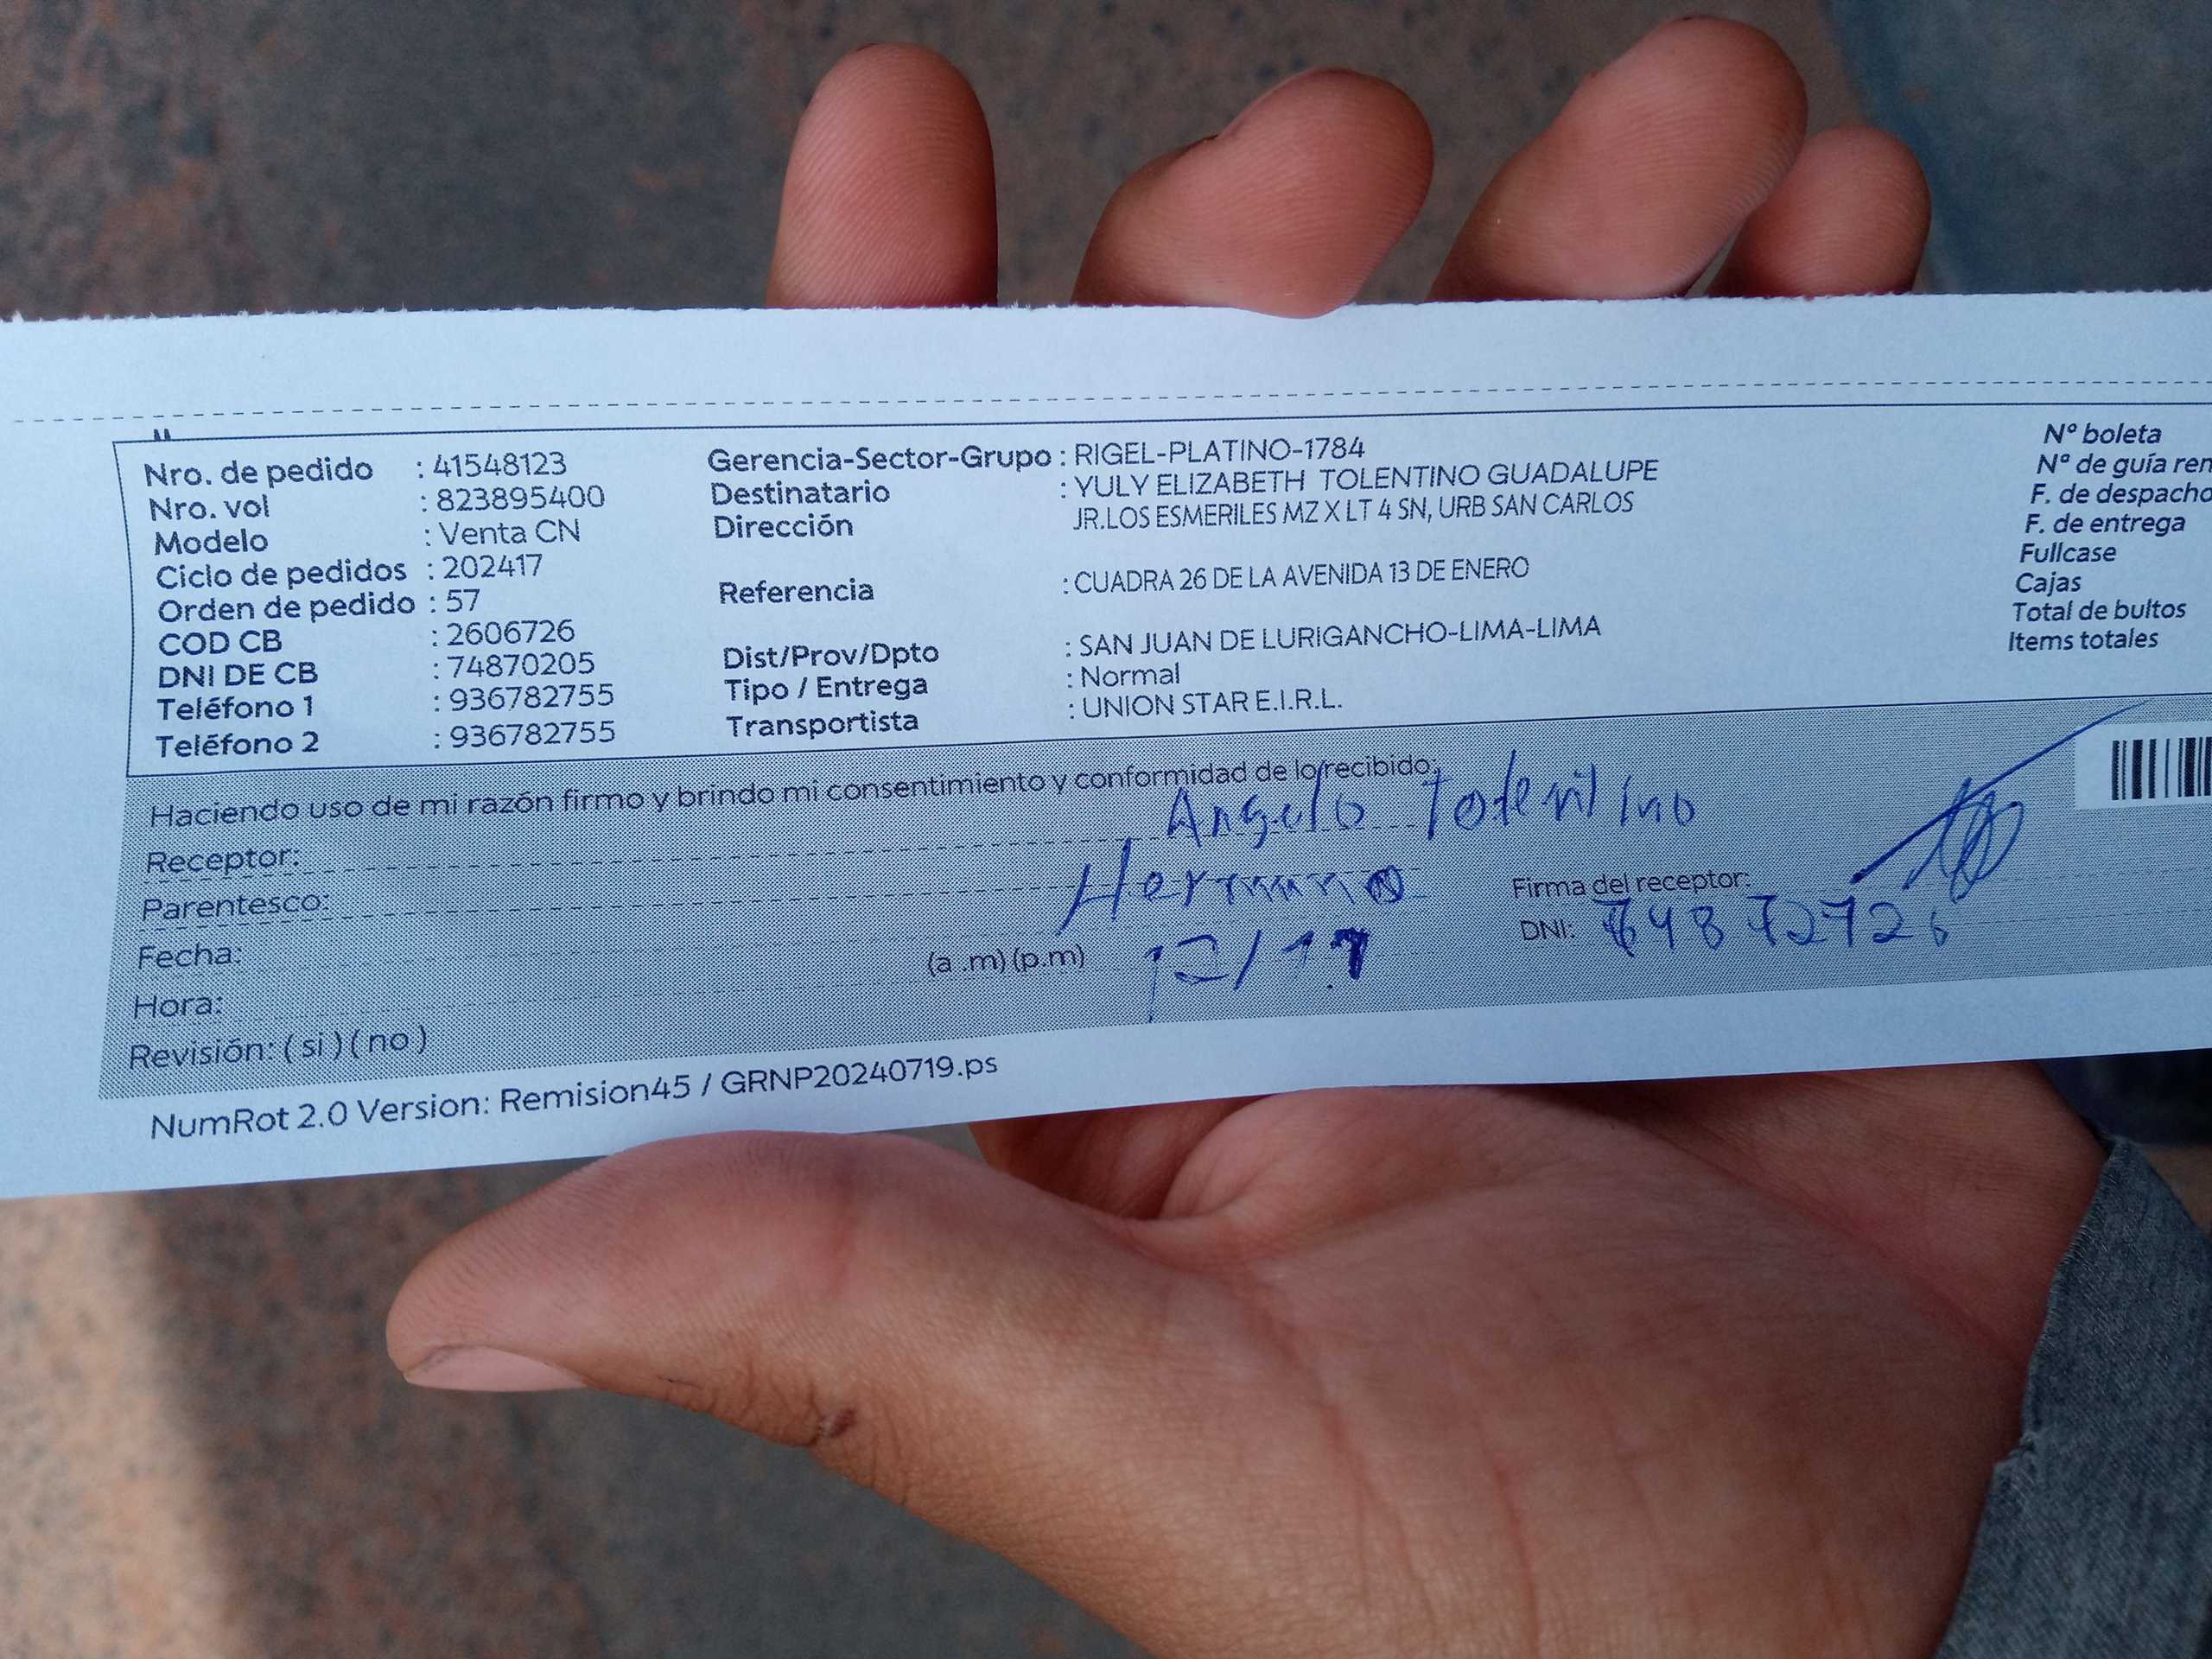 Nro. de pedido : 41548123
Nro. vol : 823895400
Modelo : Venta CN
Ciclo de pedidos : 202417
Orden de pedido : 57
COD CB : 2606726
DNI DE CB : 74870205
Teléfono 1 : 936782755
Teléfono 2 : 936782755
Gerencia-Sector-Grupo : RIGEL-PLATINO-1784
Destinatario : YULY ELIZABETH TOLENTINO GUADALUPE
Dirección JR.LOS ESMERILES MZ X LT 4 SN, URB SAN CARLOS
Referencia : CUADRA 26 DE LA AVENIDA 13 DE ENERO
Dist/Prov/Dpto : SAN JUAN DE LURIGANCHO-LIMA-LIMA
Tipo / Entrega : Normal
Transportista : UNION STAR E.I.R.L.
Nº boleta
Nº de guía rem
F. de despacho
F. de entrega
Fullcase
Cajas
Total de bultos
Items totales
Haciendo uso de mi razón firmo y brindo mi consentimiento y conformidad de lo recibido:
Receptor: Angelo
Parentesco: Hermano
Fecha: 12/11
Hora: (a .m) (p.m)
Revisión: ( si ) ( no )
Firma del receptor:
DNI:
NumRot 2.0 Version: Remision45 / GRNP20240719.ps